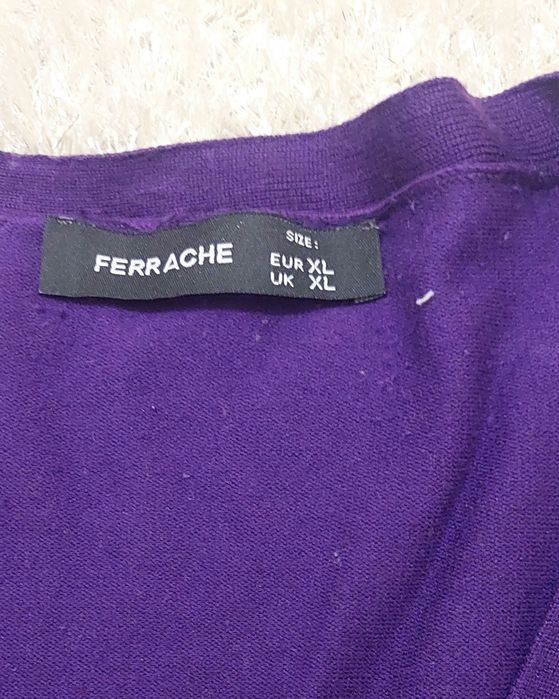 FERRACHE
SIZE :
EUR XL
UK XL